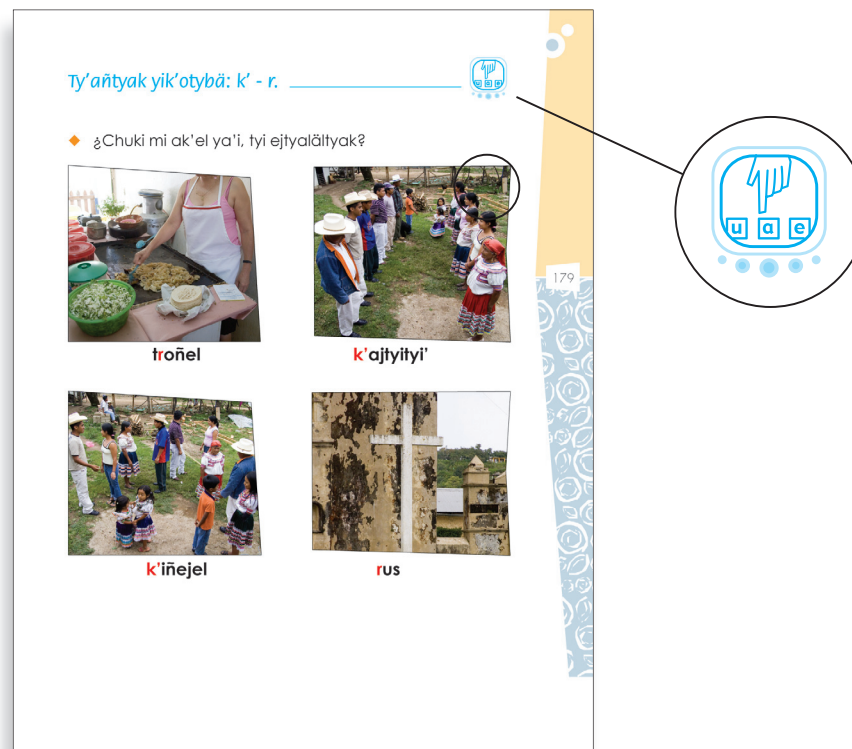 Ty'añtyak yik'otybä: k' - r.
u a e
¿Chuki mi ak'el ya'i, tyi ejtyalältyak?
troñel
k'ajtyityi'
179
k'iñejel
rus
u a e